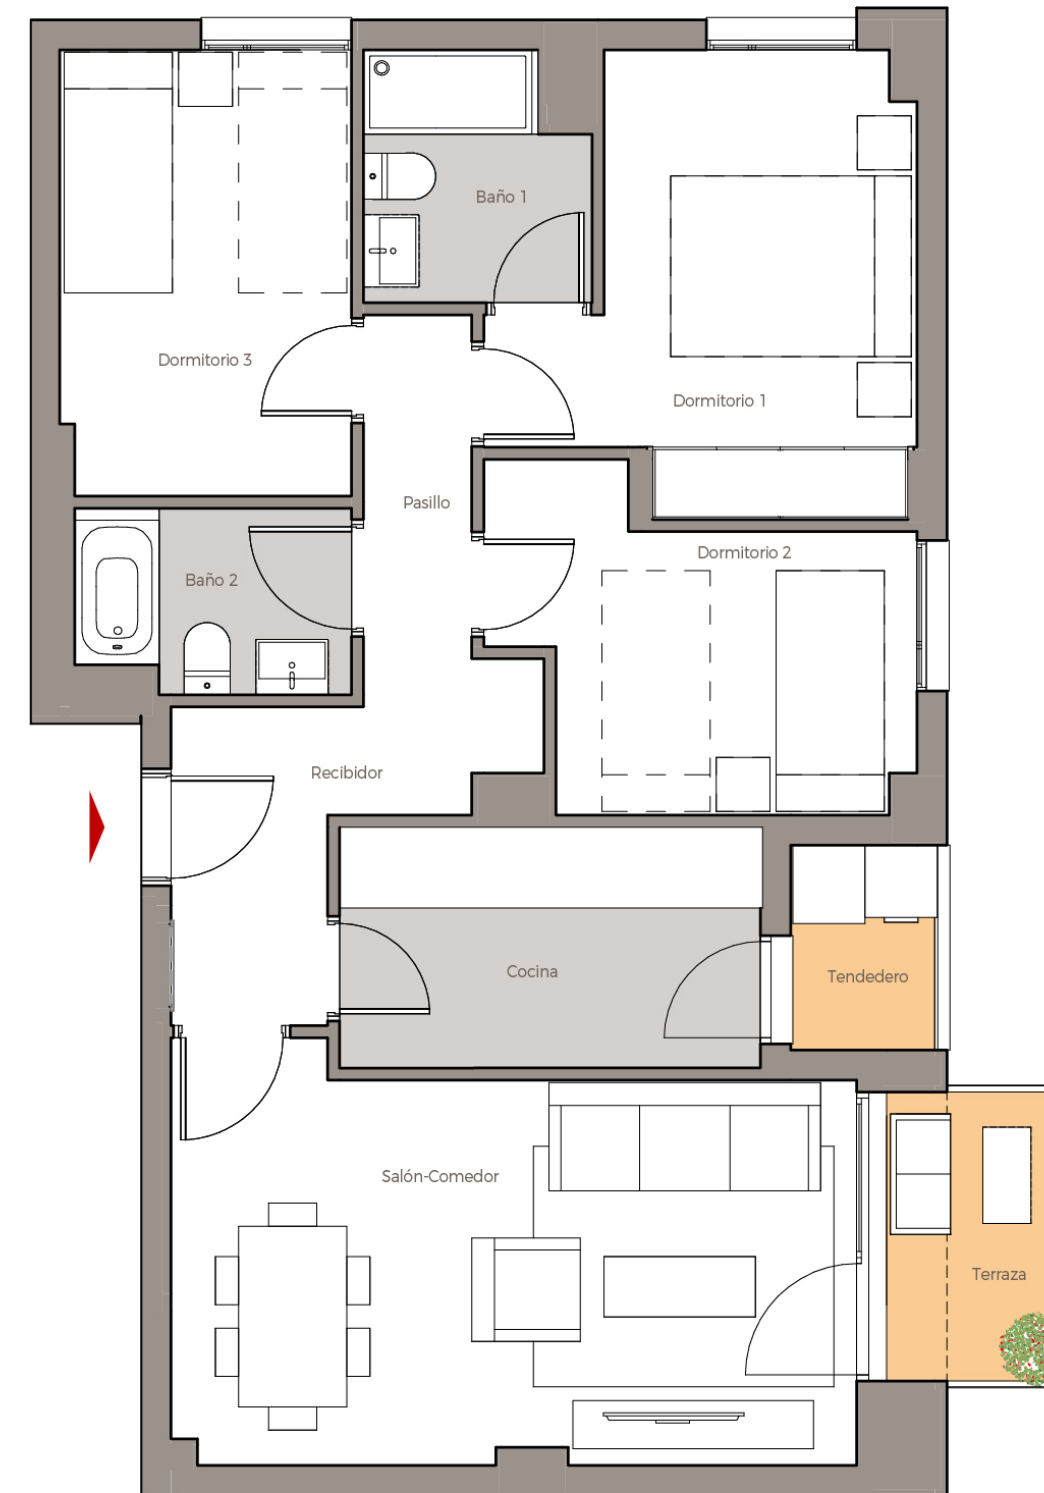 Baño 1
Dormitorio 3
Dormitorio 1
Pasillo
Dormitorio 2
Baño 2
Recibidor
Cocina
Tendedero
Salón-Comedor
Terraza